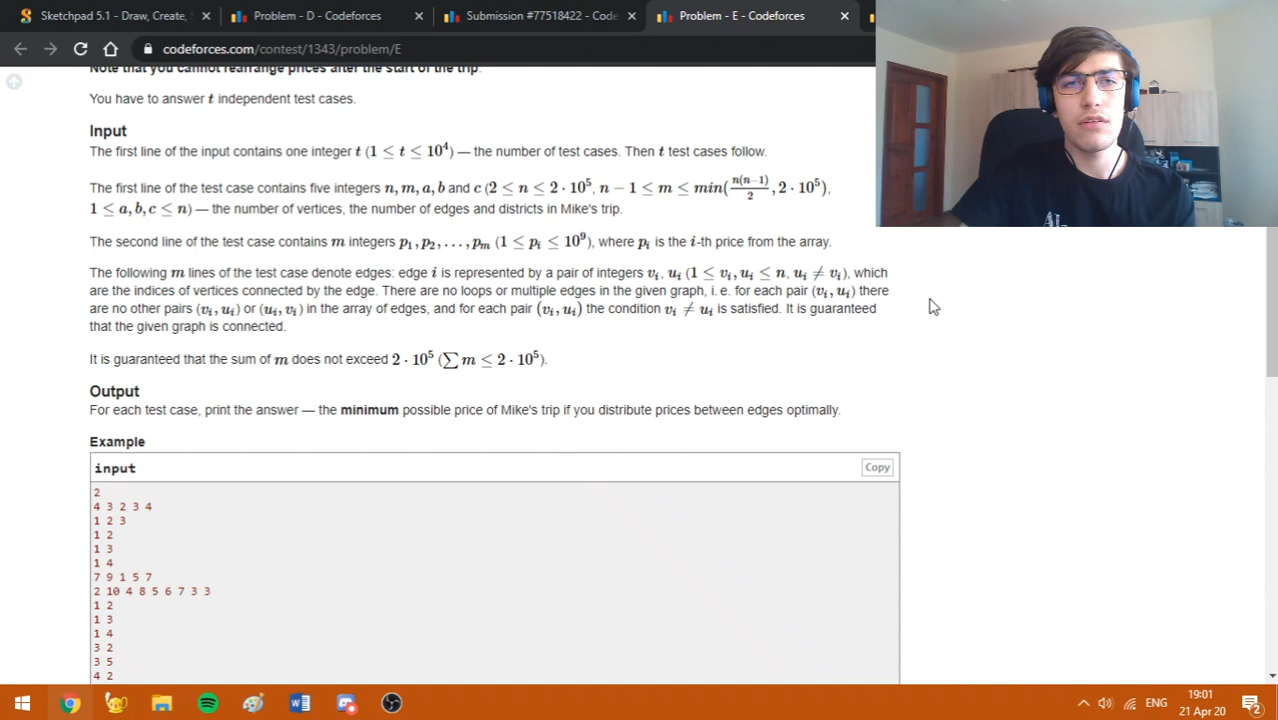 Sketchpad 5.1 - Draw, Create,
Problem - D - Codeforces
Submission #77518422 - Code
Problem - E - Codeforces
codeforces.com/contest/1343/problem/E
Note that you cannot rearrange prices after the start of the trip.
You have to answer t independent test cases.
Input
The first line of the input contains one integer t (1 ≤ t ≤ 10⁴) — the number of test cases. Then t test cases follow.
The first line of the test case contains five integers n, m, a, b and c (2 ≤ n ≤ 2 · 10⁵, n − 1 ≤ m ≤ min(n(n−1)/2, 2 · 10⁵),
1 ≤ a, b, c ≤ n) — the number of vertices, the number of edges and districts in Mike's trip.
The second line of the test case contains m integers p₁, p₂, . . . , pₘ (1 ≤ pᵢ ≤ 10⁹), where pᵢ is the i-th price from the array.
The following m lines of the test case denote edges: edge i is represented by a pair of integers vᵢ, uᵢ (1 ≤ vᵢ, uᵢ ≤ n, uᵢ ≠ vᵢ), which
are the indices of vertices connected by the edge. There are no loops or multiple edges in the given graph, i. e. for each pair (vᵢ, uᵢ) there
are no other pairs (vᵢ, uᵢ) or (uᵢ, vᵢ) in the array of edges, and for each pair (vᵢ, uᵢ) the condition vᵢ ≠ uᵢ is satisfied. It is guaranteed
that the given graph is connected.
It is guaranteed that the sum of m does not exceed 2 · 10⁵ (∑ m ≤ 2 · 10⁵).
Output
For each test case, print the answer — the minimum possible price of Mike's trip if you distribute prices between edges optimally.
Example
input
Copy
2
4 3 2 3 4
1 2 3
1 2
1 3
1 4
7 9 1 5 7
2 10 4 8 5 6 7 3 3
1 2
1 3
1 4
3 2
3 5
4 2
AL-
ENG
19:01
21 Apr 20
2